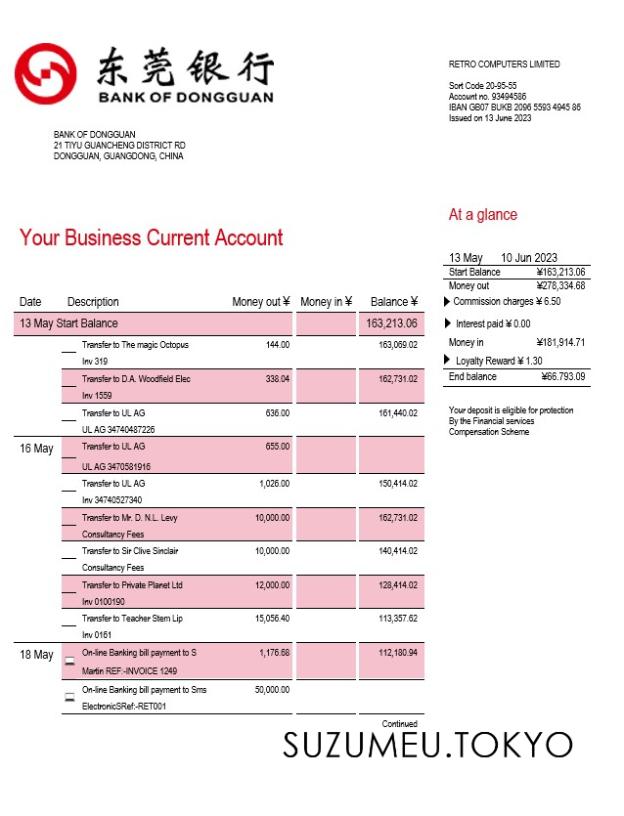 东莞银行
BANK OF DONGGUAN
RETRO COMPUTERS LIMITED
Sort Code 20-95-55
Account no. 93494586
IBAN GB07 BUKB 2096 5593 4945 86
Issued on 13 June 2023
BANK OF DONGGUAN
21 TIYU GUANCHENG DISTRICT RD
DONGGUAN, GUANGDONG, CHINA
At a glance
Your Business Current Account
13 May 10 Jun 2023
Start Balance ¥163,213.06
Money out ¥278,334.68
Commission charges ¥ 6.50
Interest paid ¥ 0.00
Money in ¥181,914.71
Loyalty Reward ¥ 1.30
End balance ¥66.793.09
Your deposit is eligible for protection
By the Financial services
Compensation Scheme
Date Description Money out ¥ Money in ¥ Balance ¥
13 May Start Balance 163,213.06
Transfer to The magic Octopus 144.00 163,069.02
Inv 319
Transfer to D.A. Woodfield Elec 338.04 162,731.02
Inv 1559
Transfer to UL AG 636.00 161,440.02
UL AG 34740487226
16 May Transfer to UL AG 655.00
UL AG 3470581916
Transfer to UL AG 1,026.00 150,414.02
Inv 34740527340
Transfer to Mr. D. N.L. Levy 10,000.00 162,731.02
Consultancy Fees
Transfer to Sir Clive Sinclair 10,000.00 140,414.02
Consultancy Fees
Transfer to Private Planet Ltd 12,000.00 128,414.02
Inv 0100190
Transfer to Teacher Stem Lip 15,056.40 113,357.62
Inv 0161
18 May On-line Banking bill payment to S 1,176.68 112,180.94
Martin REF:-INVOICE 1249
On-line Banking bill payment to Sms 50,000.00
ElectronicSRef:-RET001
Continued
SUZUMEU.TOKYO